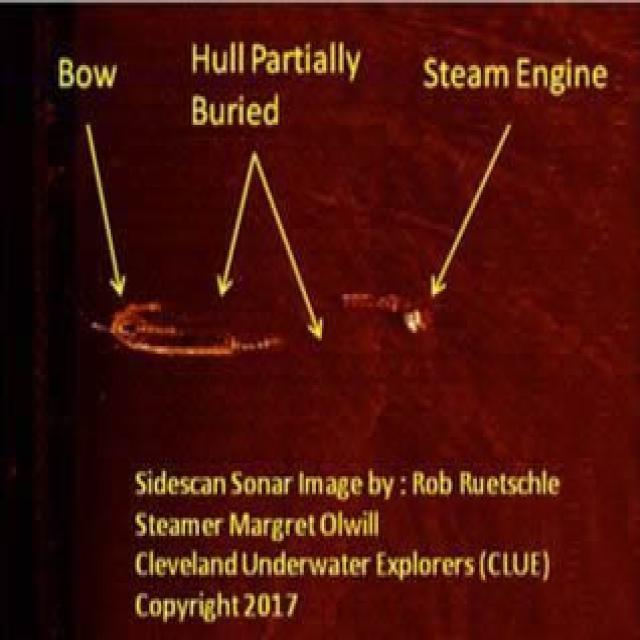 Bow
Hull Partially
Buried
Steam Engine
Sidescan Sonar Image by : Rob Ruetschle
Steamer Margret Olwill
Cleveland Underwater Explorers (CLUE)
Copyright 2017